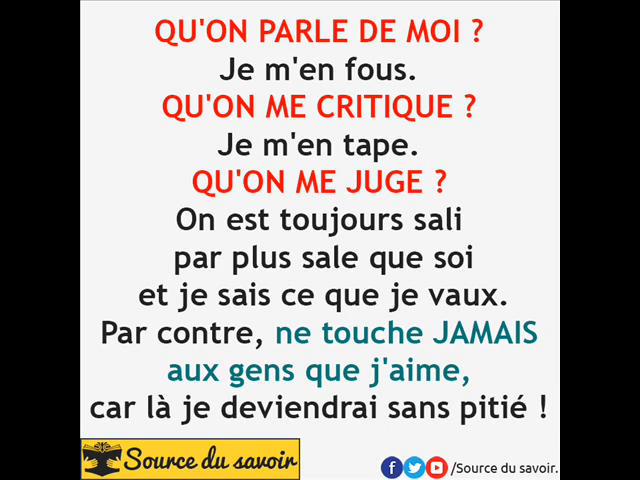 QU'ON PARLE DE MOI ?
Je m'en fous.
QU'ON ME CRITIQUE ?
Je m'en tape.
QU'ON ME JUGE ?
On est toujours sali
par plus sale que soi
et je sais ce que je vaux.
Par contre, ne touche JAMAIS
aux gens que j'aime,
car là je deviendrai sans pitié !
Source du savoir
/Source du savoir.